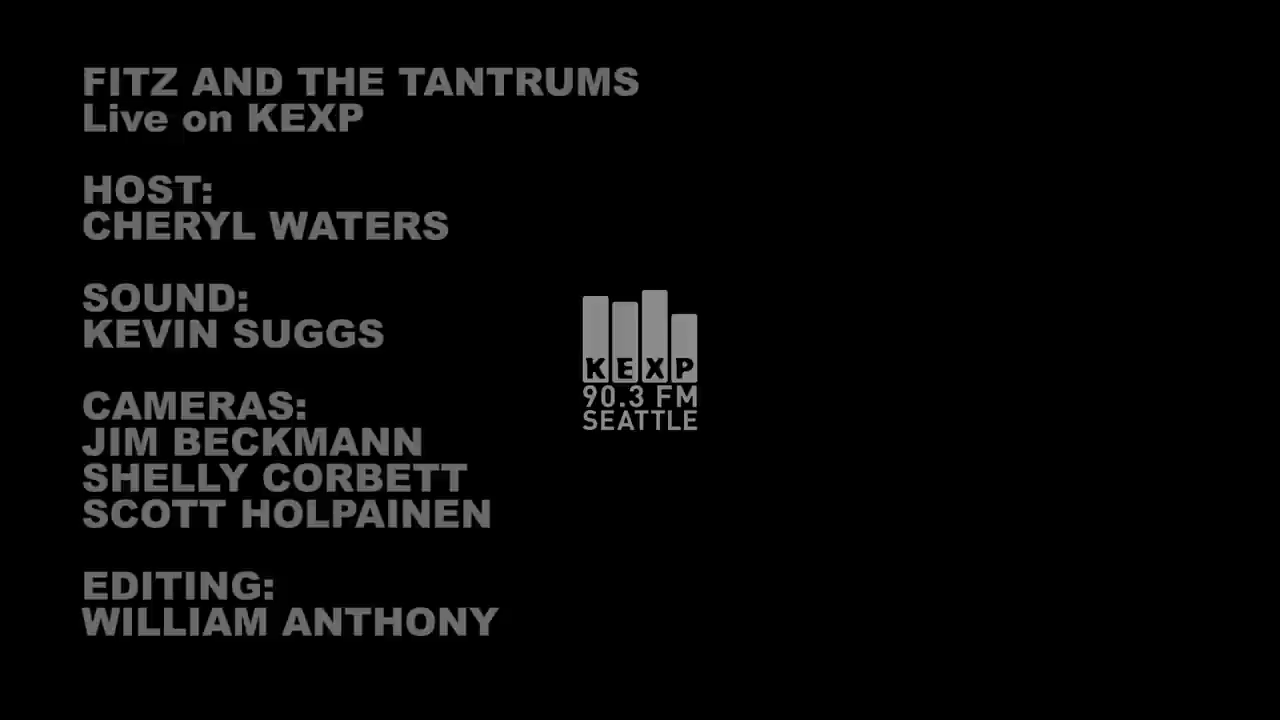 FITZ AND THE TANTRUMS
Live on KEXP
HOST:
CHERYL WATERS
SOUND:
KEVIN SUGGS
CAMERAS:
JIM BECKMANN
SHELLY CORBETT
SCOTT HOLPAINEN
EDITING:
WILLIAM ANTHONY
KEXP
90.3 FM
SEATTLE